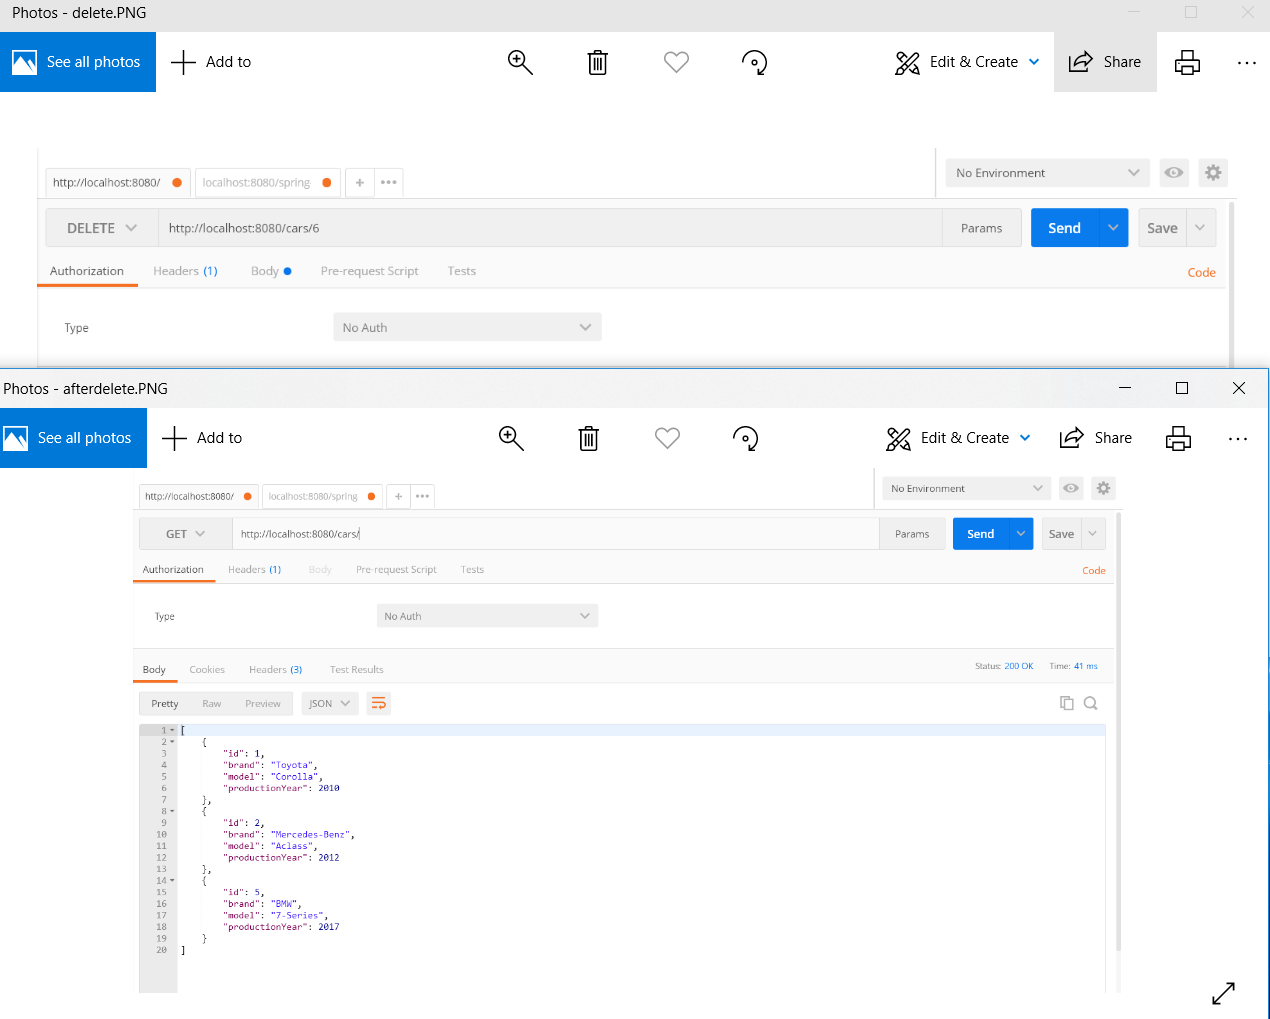 Photos - delete.PNG
See all photos Add to Edit & Create Share
http://localhost:8080/ localhost:8080/spring + ••• No Environment
DELETE http://localhost:8080/cars/6 Params Send Save
Authorization Headers (1) Body Pre-request Script Tests Code
Type No Auth
Photos - afterdelete.PNG
See all photos Add to Edit & Create Share
http://localhost:8080/ localhost:8080/spring + ••• No Environment
GET http://localhost:8080/cars/ Params Send Save
Authorization Headers (1) Body Pre-request Script Tests Code
Type No Auth
Body Cookies Headers (3) Test Results Status: 200 OK Time: 41 ms
Pretty Raw Preview JSON
1 [
2 {
3 "id": 1,
4 "brand": "Toyota",
5 "model": "Corolla",
6 "productionYear": 2010
7 },
8 {
9 "id": 2,
10 "brand": "Mercedes-Benz",
11 "model": "Aclass",
12 "productionYear": 2012
13 },
14 {
15 "id": 5,
16 "brand": "BMW",
17 "model": "7-Series",
18 "productionYear": 2017
19 }
20 ]